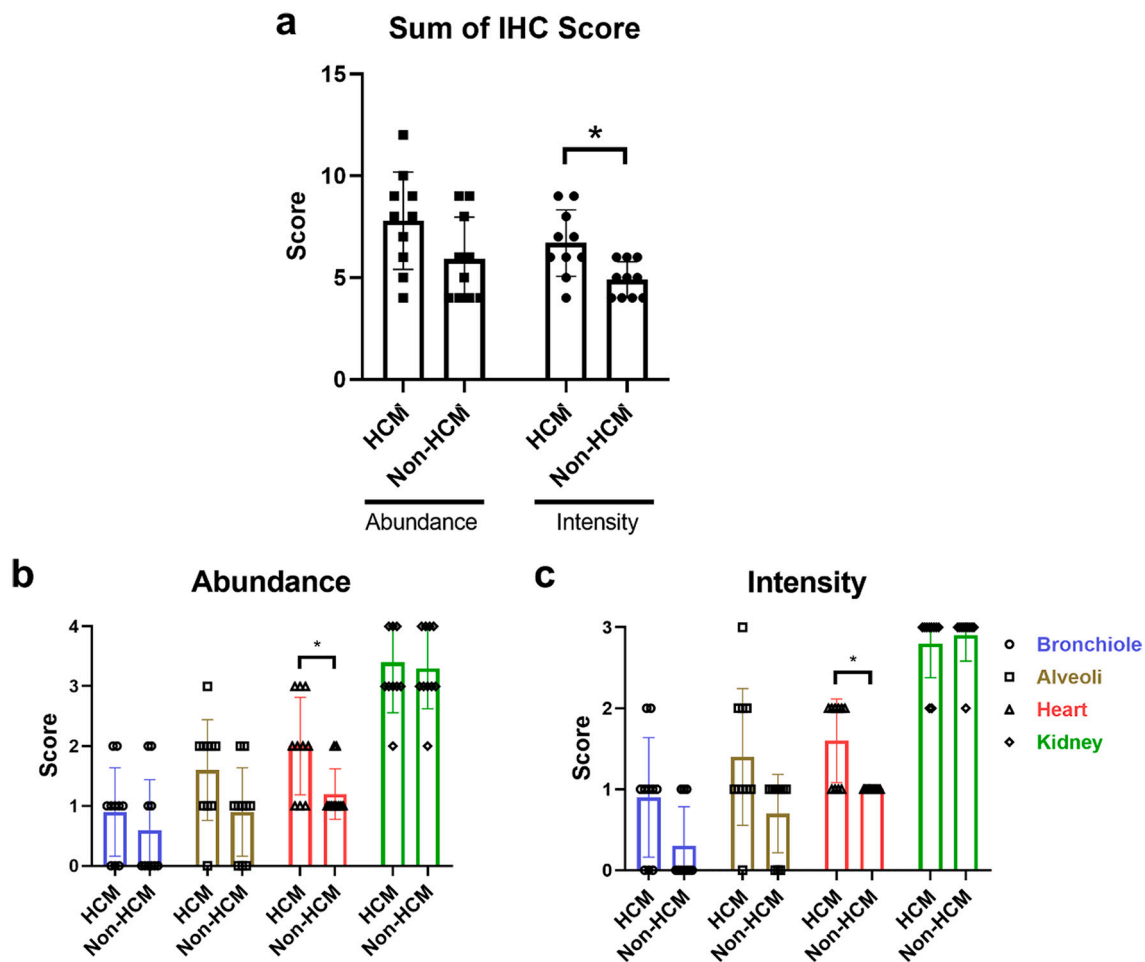 a Sum of IHC Score
15
10
5
0
Score
*
HCM
Non-HCM
HCM
Non-HCM
Abundance
Intensity
b Abundance
4
3
2
1
0
Score
*
HCM
Non-HCM
HCM
Non-HCM
HCM
Non-HCM
HCM
Non-HCM
c Intensity
3
2
1
0
Score
*
HCM
Non-HCM
HCM
Non-HCM
HCM
Non-HCM
HCM
Non-HCM
Bronchiole
Alveoli
Heart
Kidney